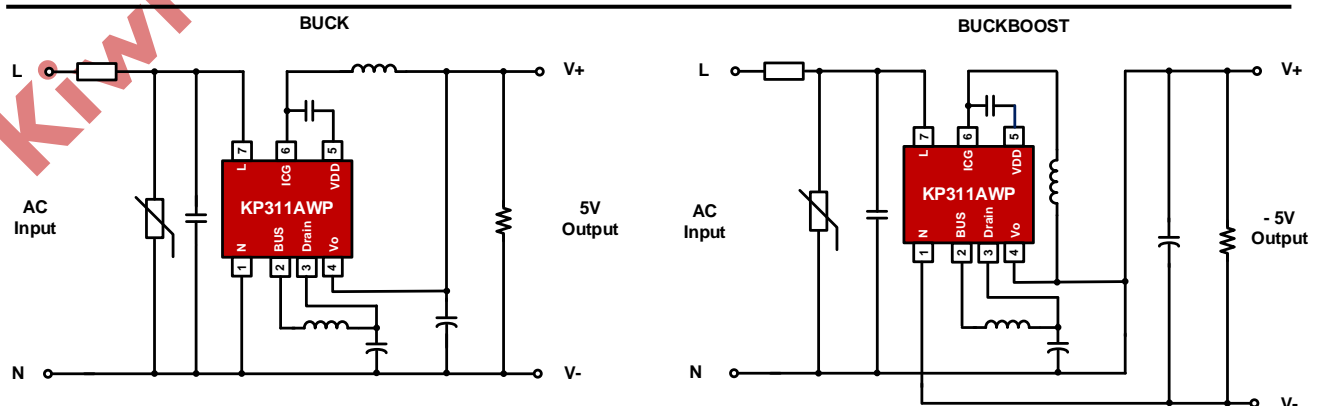 Kiwi
BUCK
L
V+
7
6
5
L
ICG
VDD
KP311AWP
AC
Input
N
BUS
Drain
Vo
1
2
3
4
5V
Output
N
V-
BUCKBOOST
L
V+
7
6
5
L
ICG
VDD
KP311AWP
AC
Input
N
BUS
Drain
Vo
1
2
3
4
- 5V
Output
N
V-